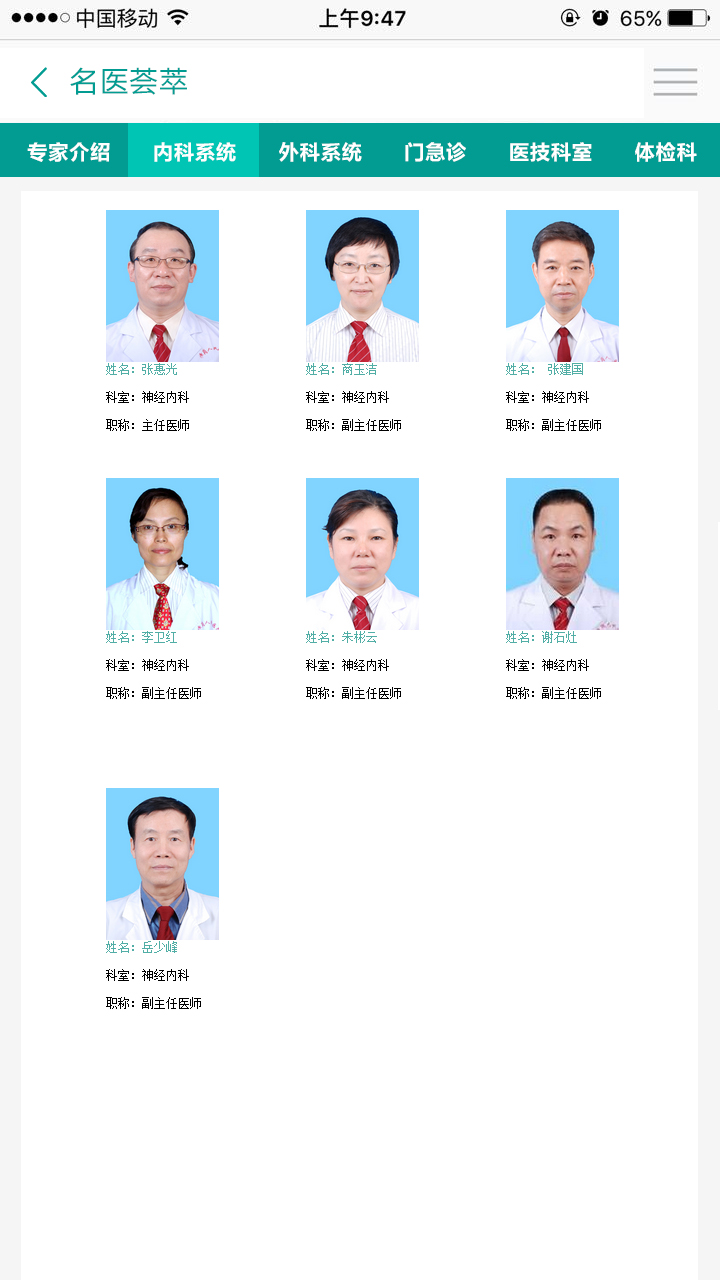 中国移动 上午9:47 65%
名医荟萃
专家介绍 内科系统 外科系统 门急诊 医技科室 体检科
姓名：张惠光 姓名：商玉洁 姓名： 张建国
科室：神经内科 科室：神经内科 科室：神经内科
职称：主任医师 职称：副主任医师 职称：副主任医师
姓名：李卫红 姓名：朱彬云 姓名：谢石灶
科室：神经内科 科室：神经内科 科室：神经内科
职称：副主任医师 职称：副主任医师 职称：副主任医师
姓名：岳少峰
科室：神经内科
职称：副主任医师